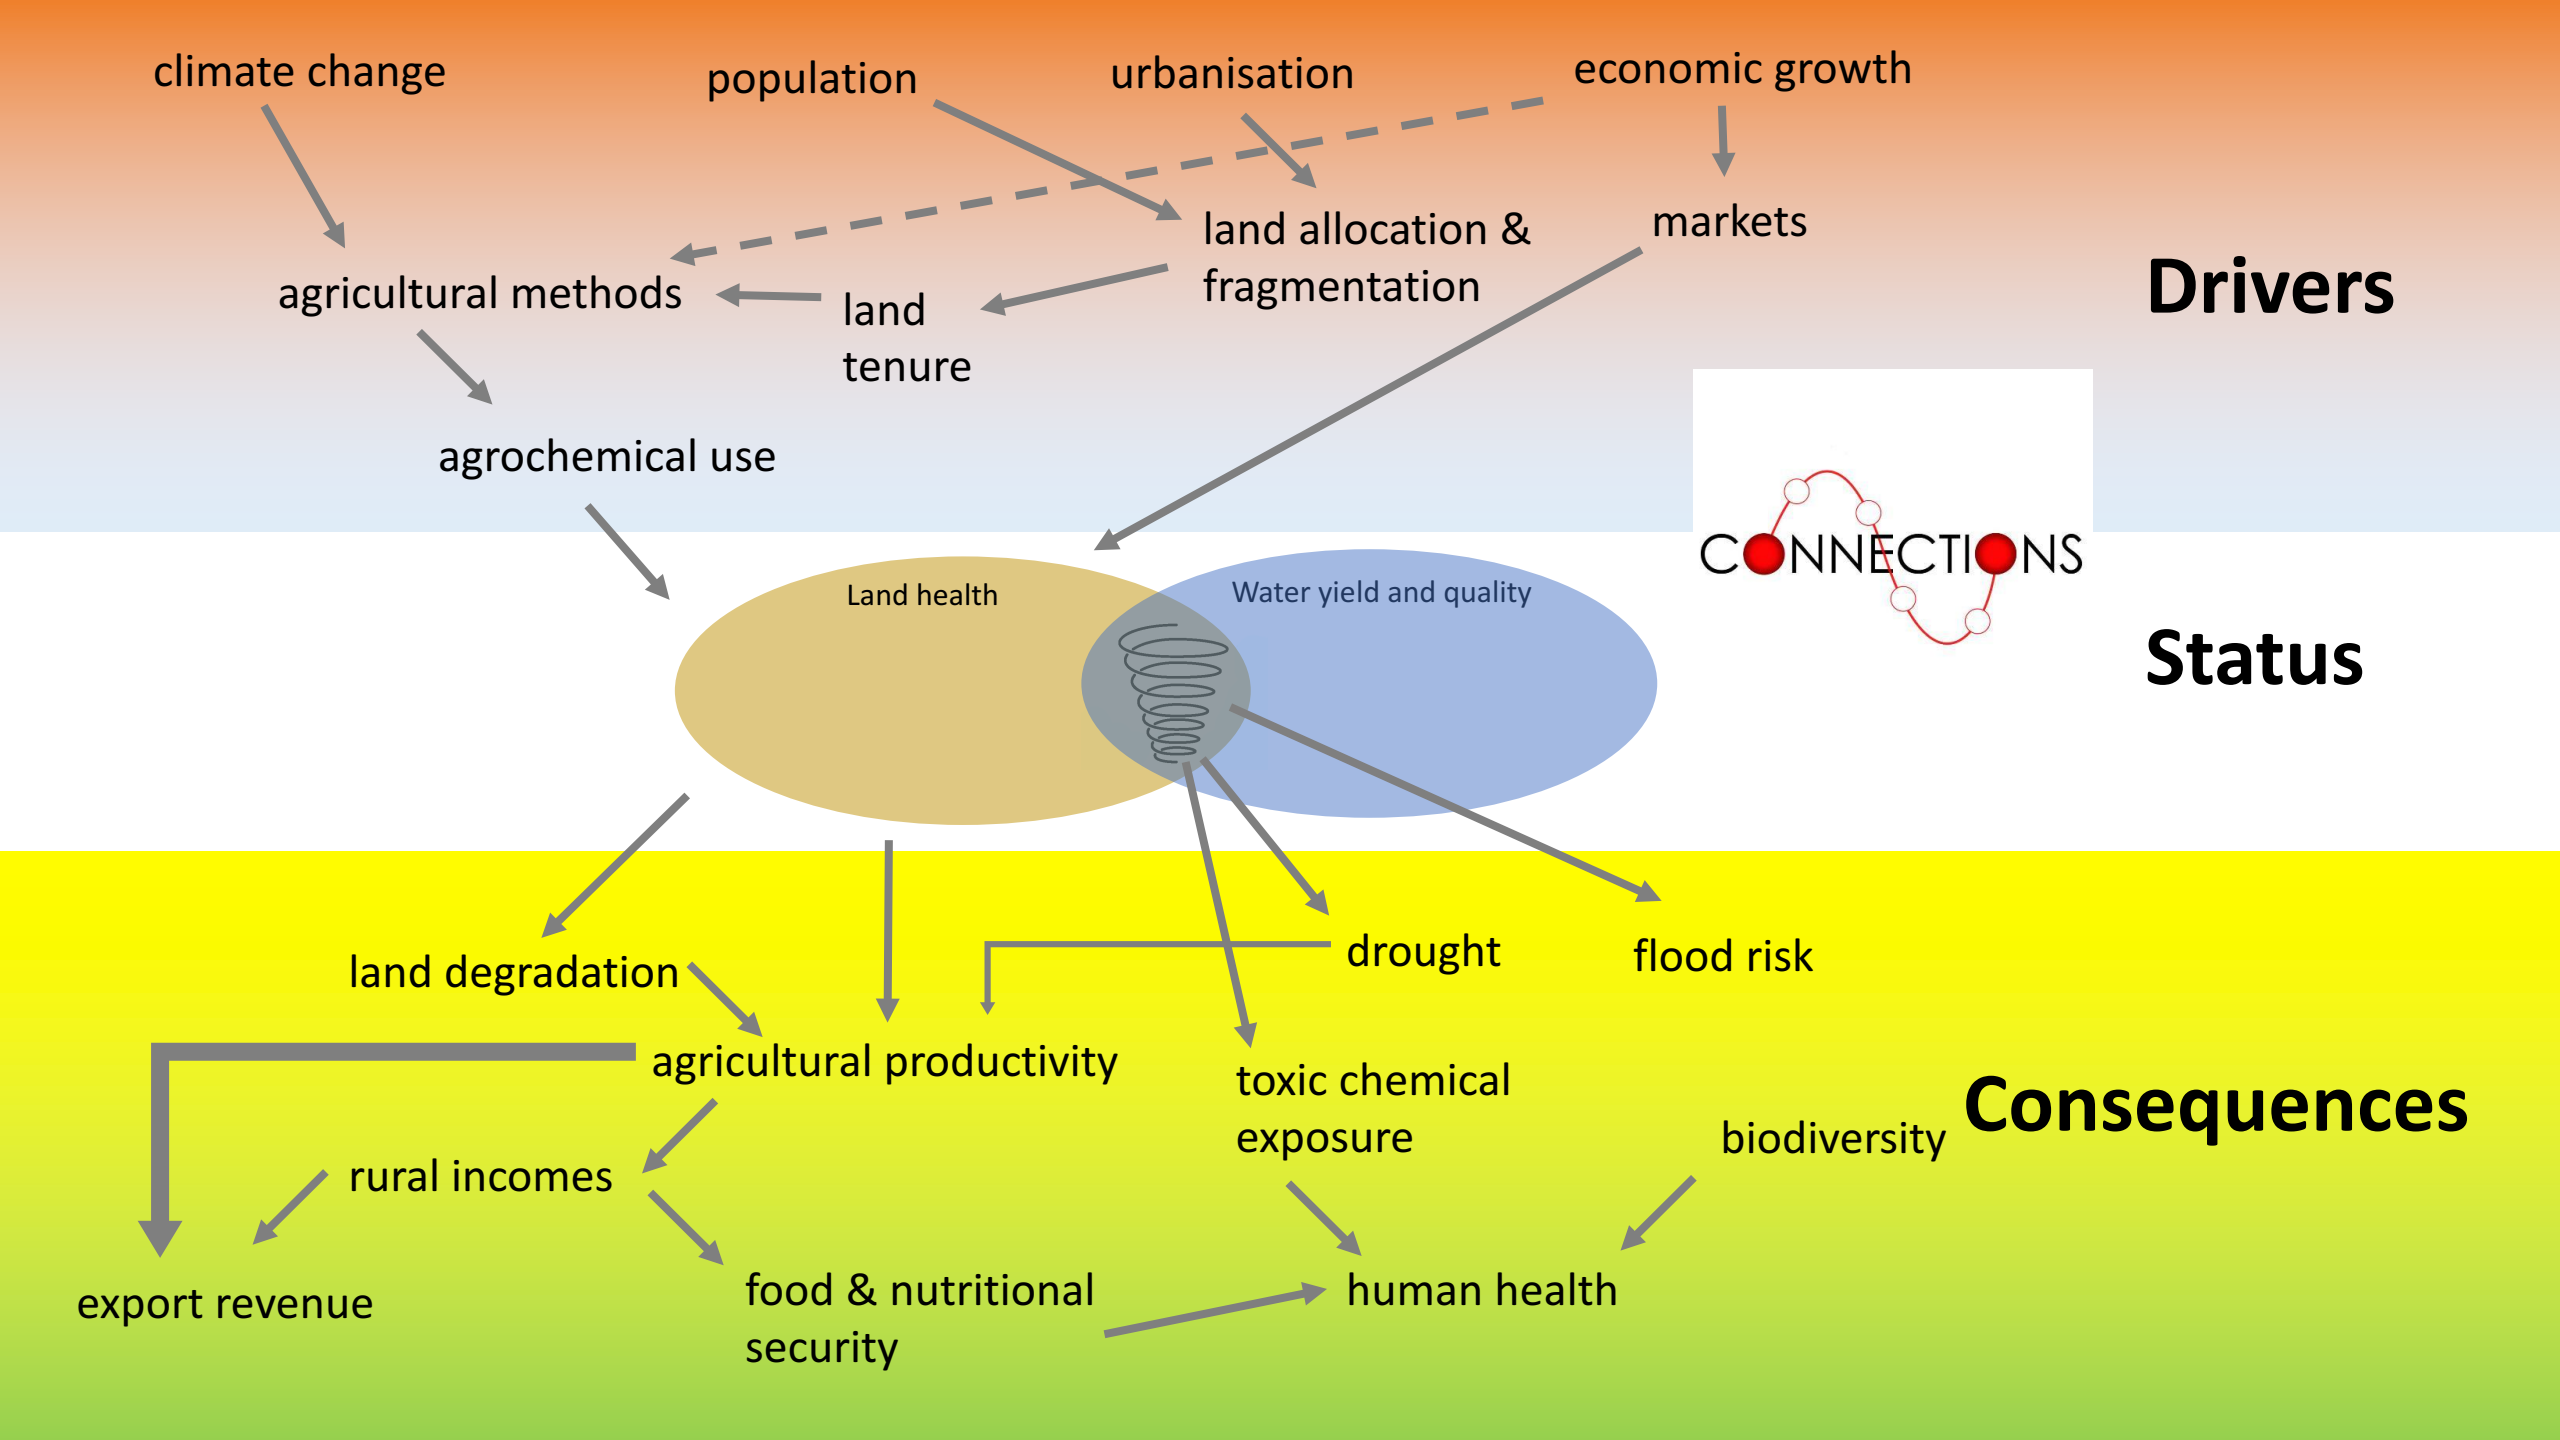 climate change
population
urbanisation
economic growth
land allocation &
fragmentation
markets
Drivers
agricultural methods
land
tenure
agrochemical use
CONNECTIONS
Land health
Water yield and quality
Status
land degradation
drought
flood risk
agricultural productivity
toxic chemical
exposure
biodiversity
Consequences
rural incomes
export revenue
food & nutritional
security
human health